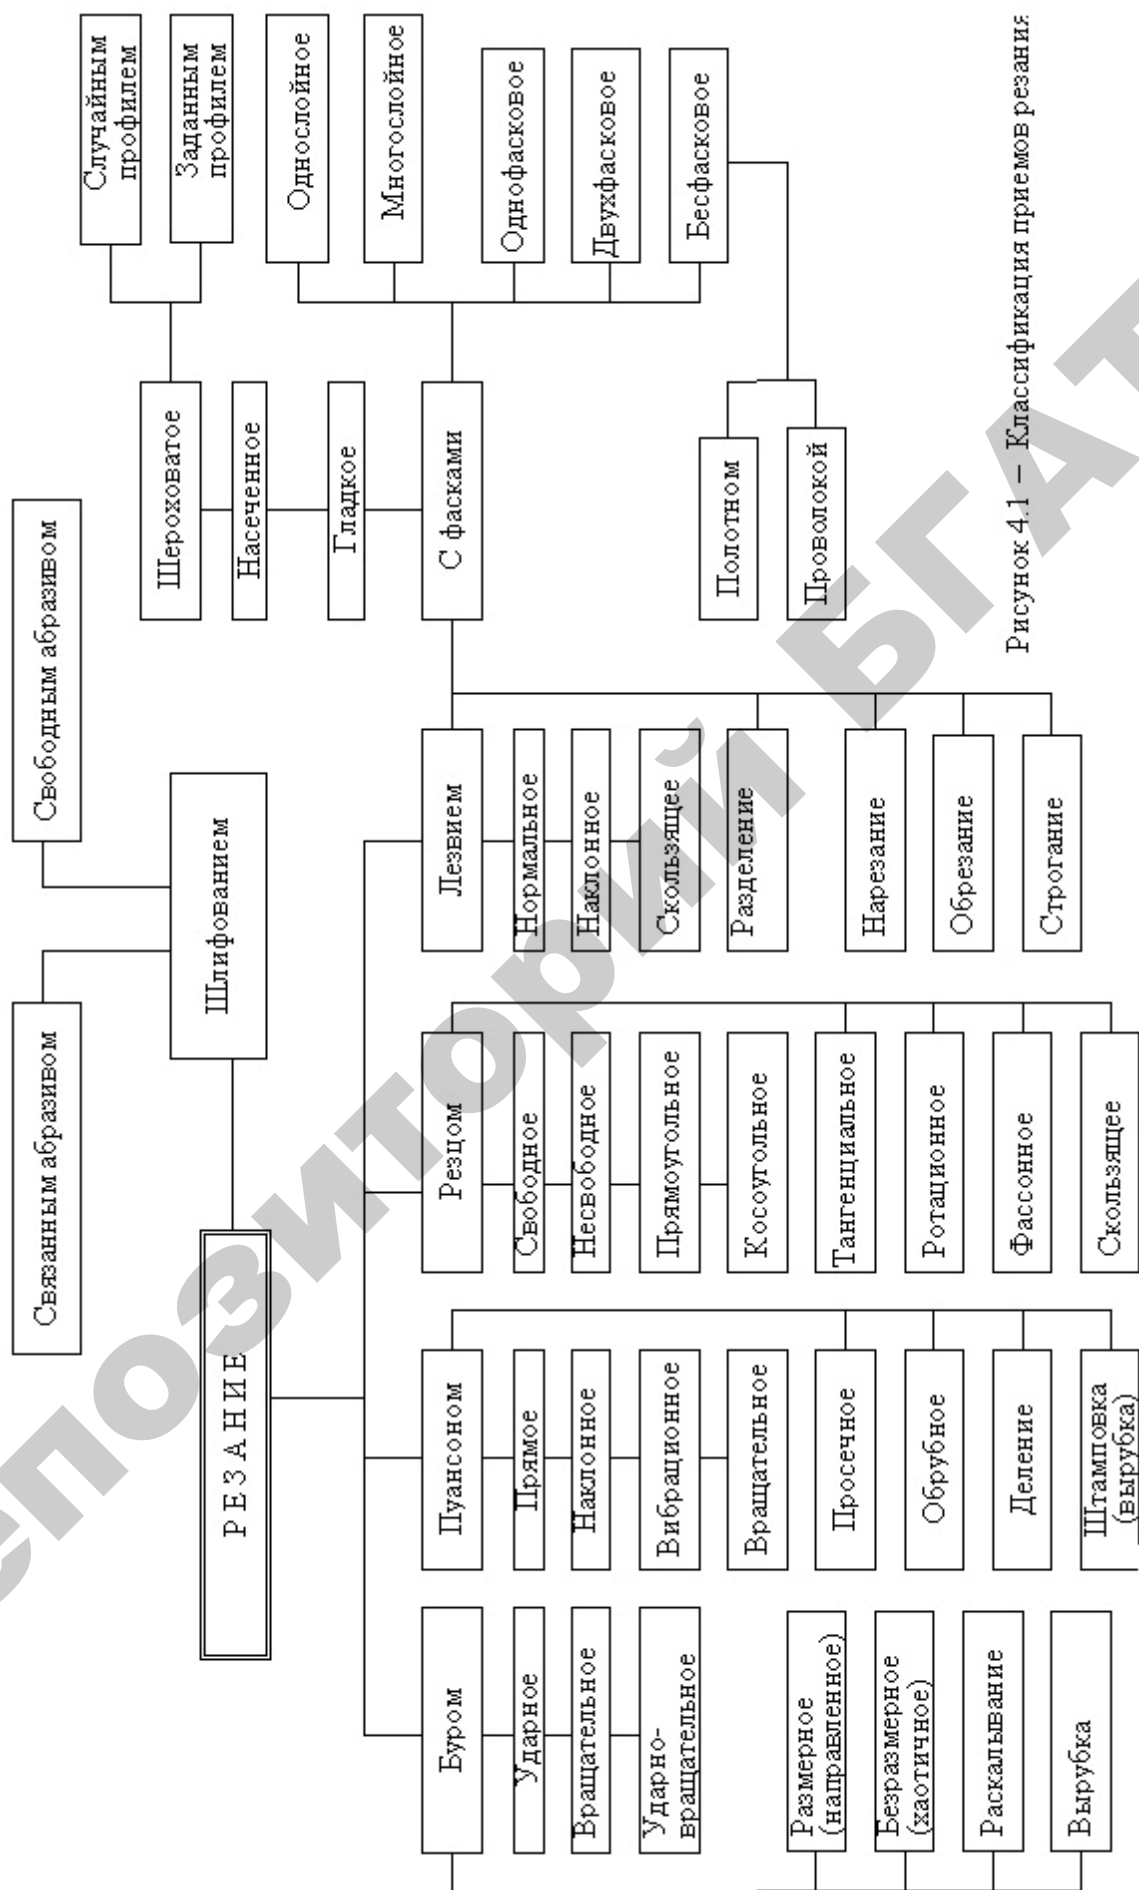 РЕЗАНИЕ
Шлифованием
Связанным абразивом
Свободным абразивом
Буром
Ударное
Вращательное
Ударно-
вращательное
Размерное
(направленное)
Безразмерное
(хаотичное)
Раскалывание
Вырубка
Пуансоном
Прямое
Наклонное
Вибрационное
Вращательное
Просечное
Обрубное
Деление
Штамповка
(вырубка)
Резцом
Свободное
Несвободное
Прямоугольное
Косоугольное
Тангенциальное
Ротационное
Фассонное
Скользящее
Лезвием
Нормальное
Наклонное
Скользящее
Разделение
Нарезание
Обрезание
Строгание
Шероховатое
Насеченное
Гладкое
С фасками
Полотном
Проволокой
Случайным
профилем
Заданным
профилем
Однослойное
Многослойное
Однофасковое
Двухфасковое
Бесфасковое
Рисунок 4.1 – Классификация приемов резания
епозиторий БГАТ